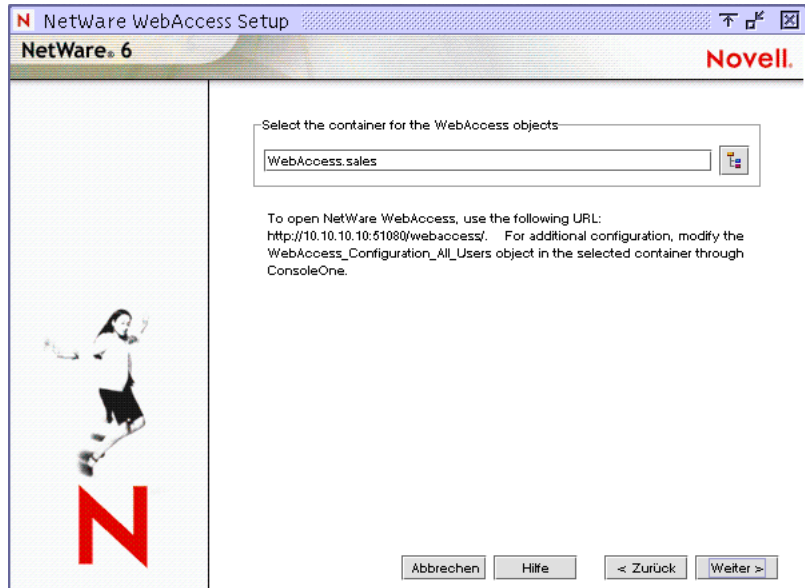 N NetWare WebAccess Setup
NetWare® 6
Novell.
Select the container for the WebAccess objects
WebAccess.sales
To open NetWare WebAccess, use the following URL:
http://10.10.10.10:51080/webaccess/. For additional configuration, modify the
WebAccess_Configuration_All_Users object in the selected container through
ConsoleOne.
N
Abbrechen Hilfe < Zurück Weiter >